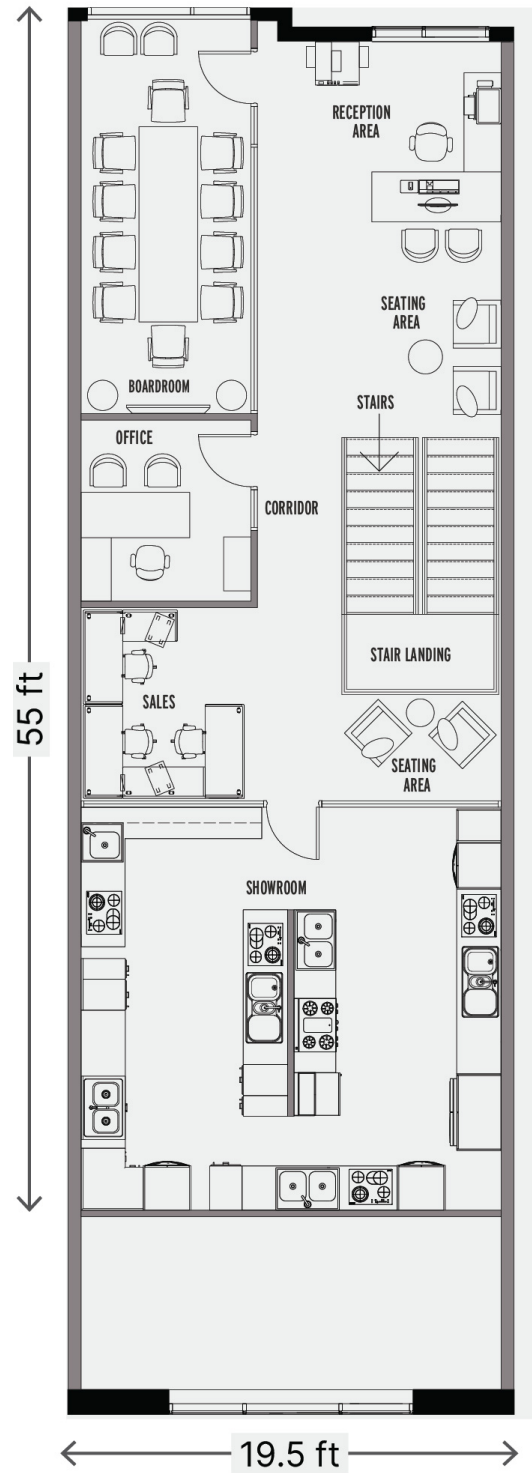 RECEPTION
AREA
SEATING
AREA
BOARDROOM
STAIRS
OFFICE
CORRIDOR
STAIR LANDING
SALES
SEATING
AREA
55 ft
SHOWROOM
19.5 ft